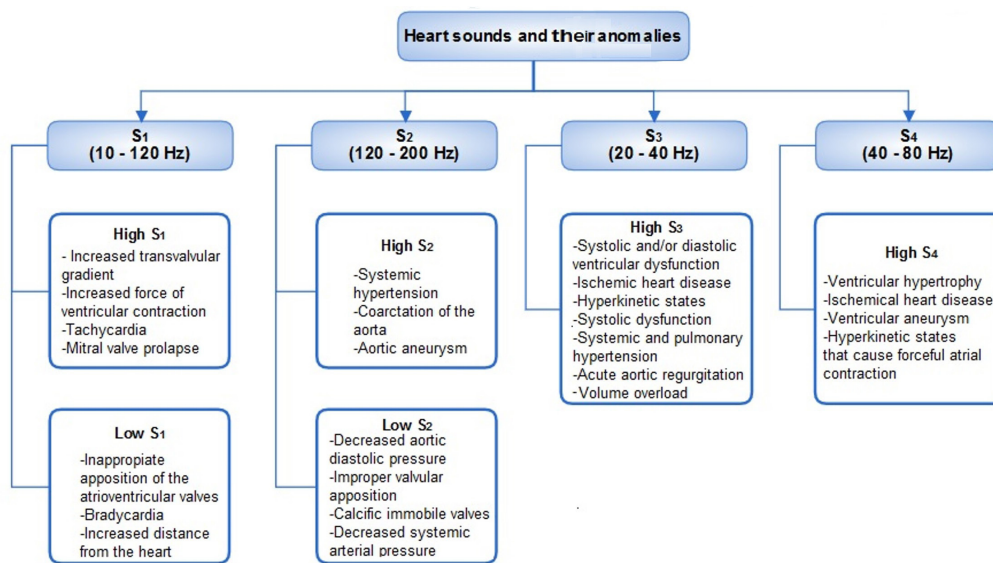 Heart sounds and their anomalies
S1
(10 - 120 Hz)
S2
(120 - 200 Hz)
S3
(20 - 40 Hz)
S4
(40 - 80 Hz)
High S1
- Increased transvalvular
gradient
-Increased force of
ventricular contraction
-Tachycardia
- Mitral valve prolapse
High S2
-Systemic
hypertension
-Coarctation of the
aorta
-Aortic aneurysm
High S3
-Systolic and/or diastolic
ventricular dysfunction
-Ischemic heart disease
-Hyperkinetic states
-Systolic dysfunction
-Systemic and pulmonary
hypertension
-Acute aortic regurgitation
-Volume overload
High S4
-Ventricular hypertrophy
-Ischemical heart disease
-Ventricular aneurysm
-Hyperkinetic states
that cause forceful atrial
contraction
Low S1
-Inappropiate
apposition of the
atrioventricular valves
-Bradycardia
-Increased distance
from the heart
Low S2
-Decreased aortic
diastolic pressure
-Improper valvular
apposition
-Calcific immobile valves
-Decreased systemic
arterial pressure